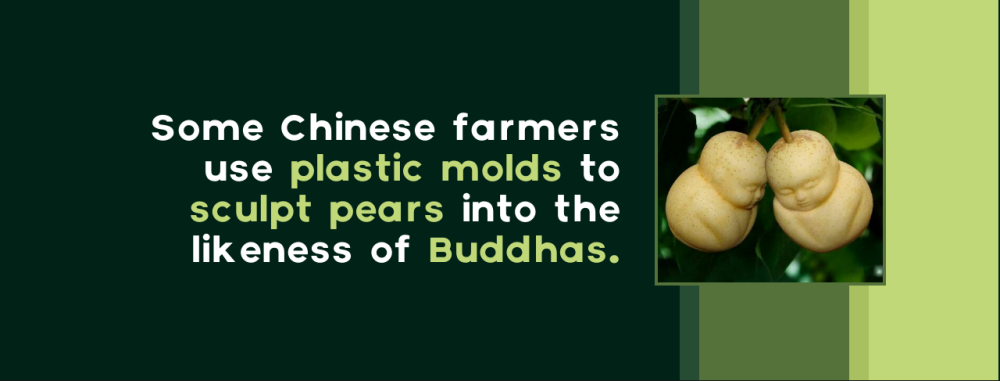 Some Chinese farmers
use plastic molds to
sculpt pears into the
likeness of Buddhas.